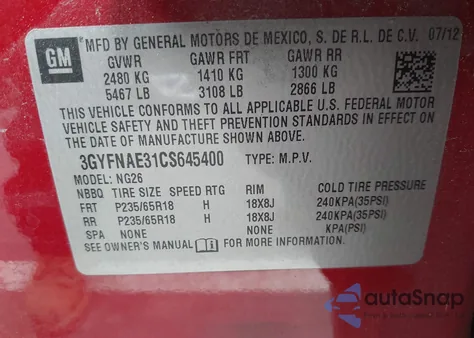 GM
MFD BY GENERAL MOTORS DE MEXICO, S. DE R.L. DE C.V. 07/12
GVWR GAWR FRT GAWR RR
2480 KG 1410 KG 1300 KG
5467 LB 3108 LB 2866 LB
THIS VEHICLE CONFORMS TO ALL APPLICABLE U.S. FEDERAL MOTOR
VEHICLE SAFETY AND THEFT PREVENTION STANDARDS IN EFFECT ON
THE DATE OF MANUFACTURE SHOWN ABOVE.
3GYFNAE31CS645400 TYPE: M.P.V.
MODEL: NG26
NBBQ TIRE SIZE SPEED RTG RIM COLD TIRE PRESSURE
FRT P235/65R18 H 18X8J 240KPA(35PSI)
RR P235/65R18 H 18X8J 240KPA(35PSI)
SPA NONE NONE KPA(PSI)
SEE OWNER'S MANUAL FOR MORE INFORMATION.
autoSnap